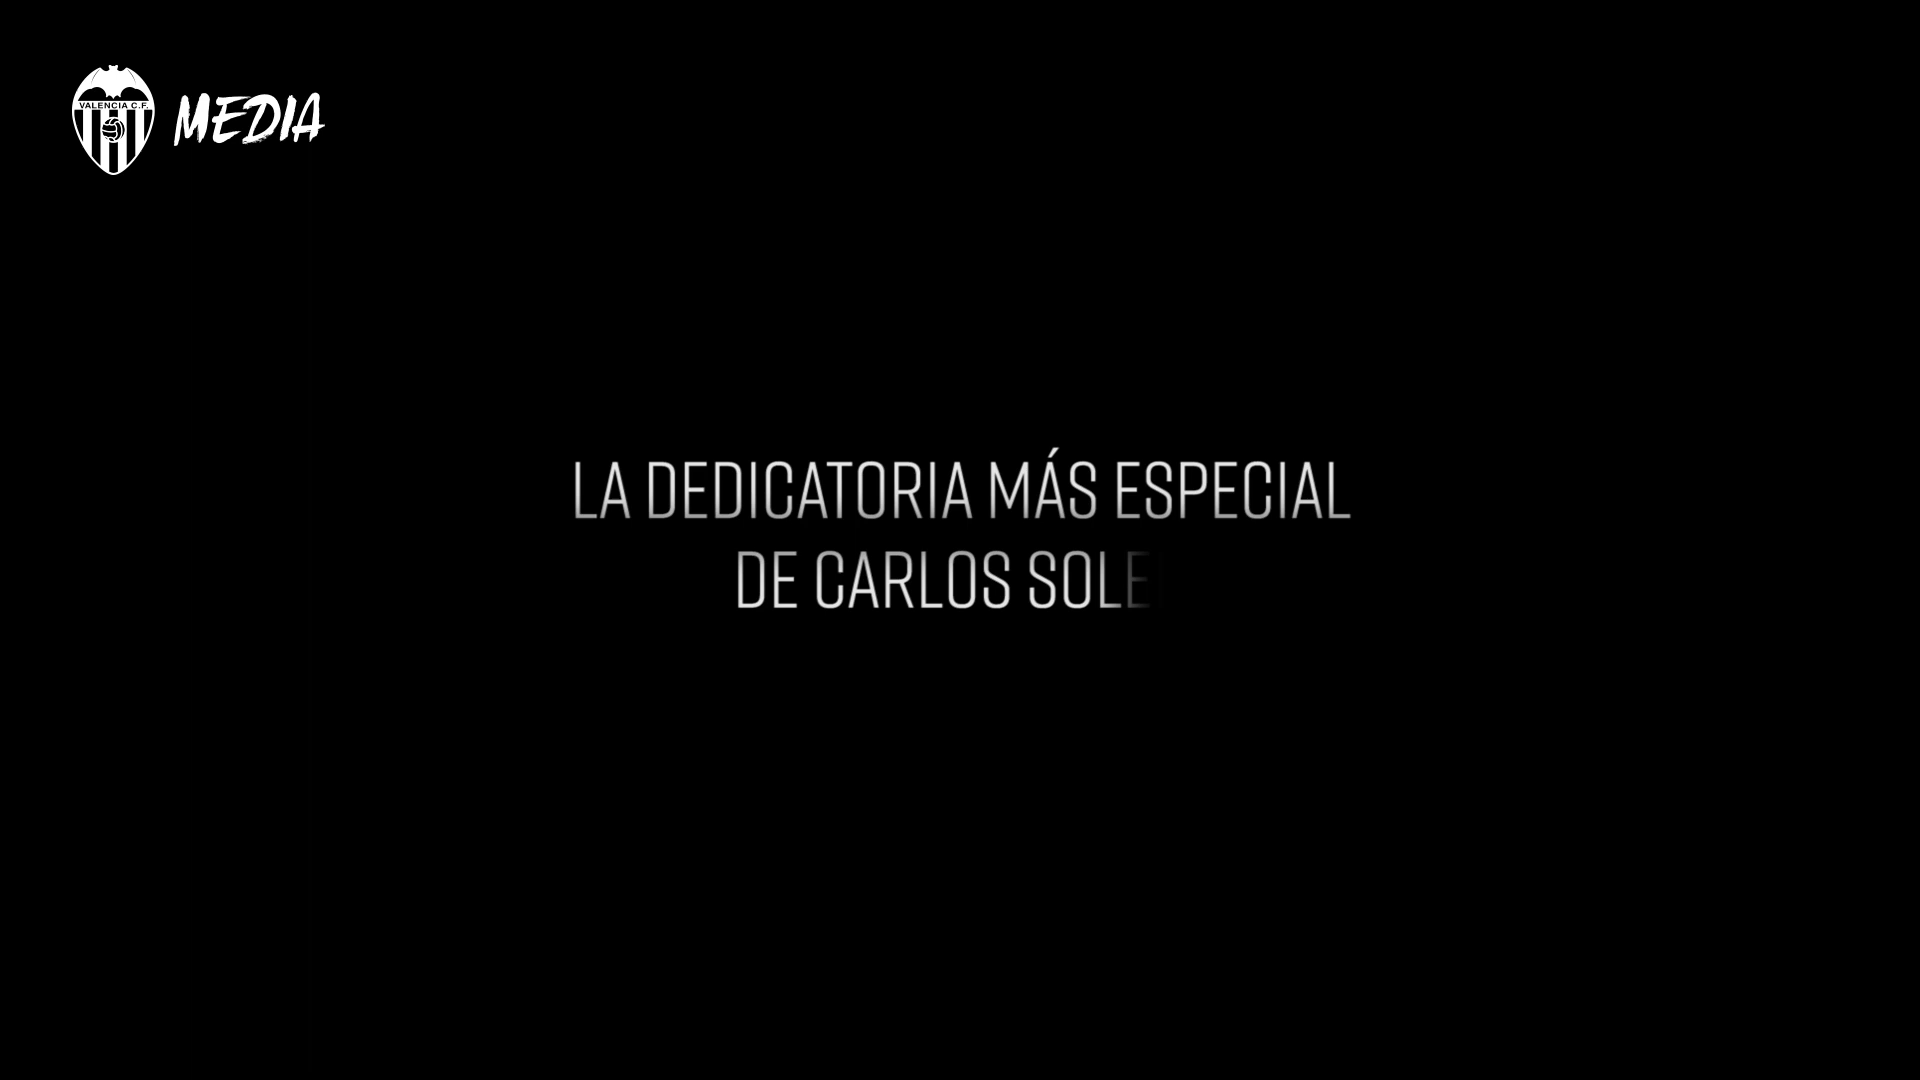 VALENCIA C.F.
MEDIA
LA DEDICATORIA MÁS ESPECIAL
DE CARLOS SOLE